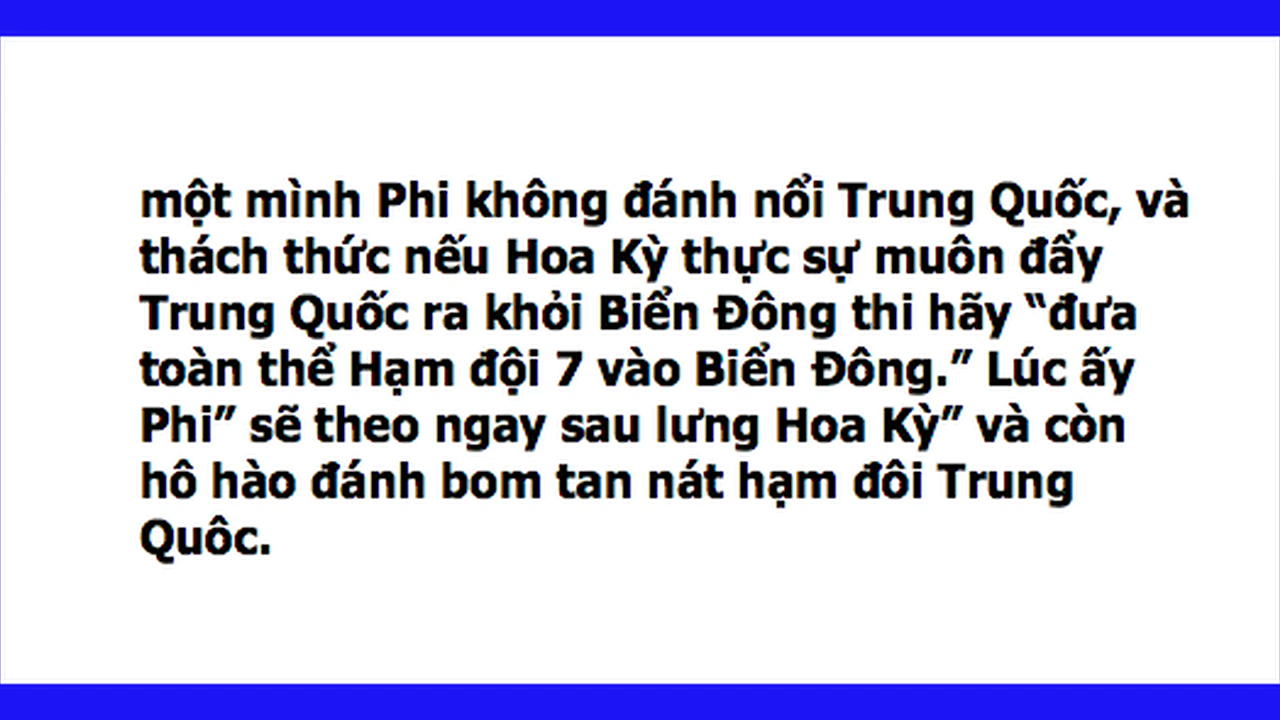 một mình Phi không đánh nổi Trung Quốc, và
thách thức nếu Hoa Kỳ thực sự muôn đẩy
Trung Quốc ra khỏi Biển Đông thi hãy “đưa
toàn thể Hạm đội 7 vào Biển Đông.” Lúc ấy
Phi” sẽ theo ngay sau lưng Hoa Kỳ” và còn
hô hào đánh bom tan nát hạm đôi Trung
Quôc.